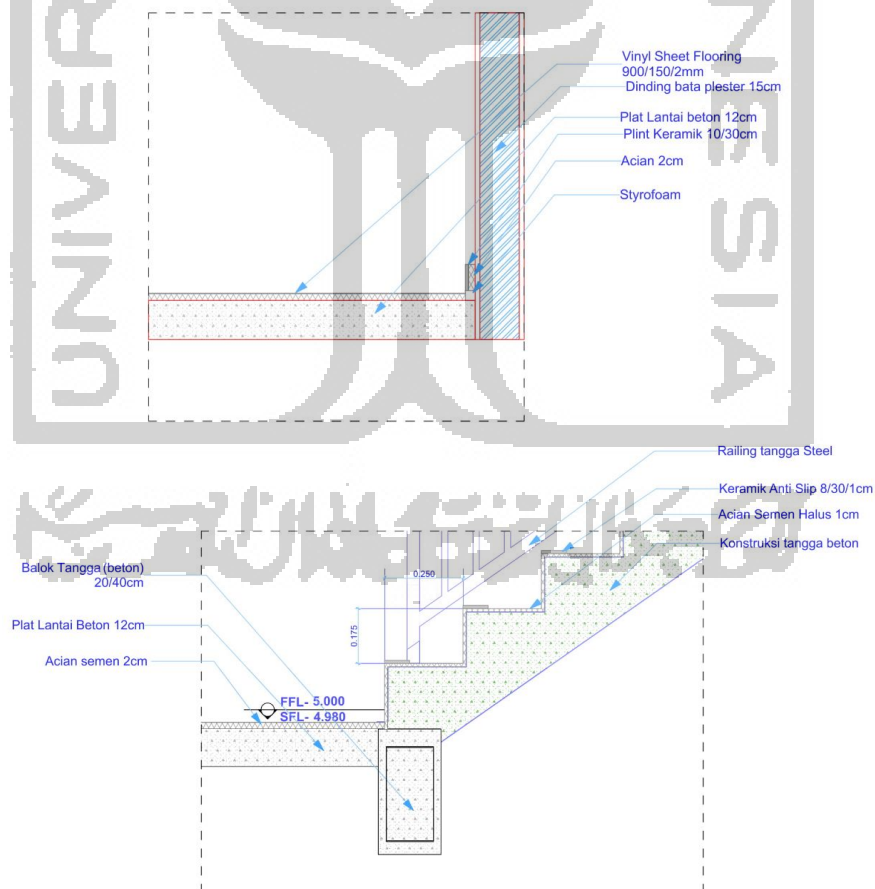 UNIVER
NESIA
Vinyl Sheet Flooring
900/150/2mm
Dinding bata plester 15cm
Plat Lantai beton 12cm
Plint Keramik 10/30cm
Acian 2cm
Styrofoam
Railing tangga Steel
Keramik Anti Slip 8/30/1cm
Acian Semen Halus 1cm
Konstruksi tangga beton
Balok Tangga (beton)
20/40cm
Plat Lantai Beton 12cm
Acian semen 2cm
0.250
0.175
FFL- 5.000
SFL- 4.980